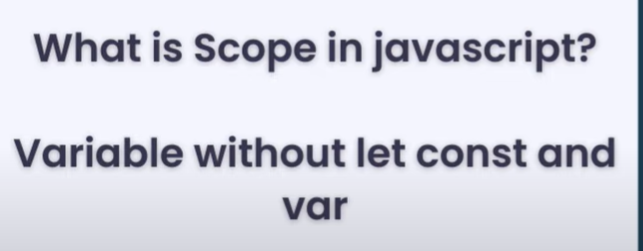 What is Scope in javascript?
Variable without let const and
var